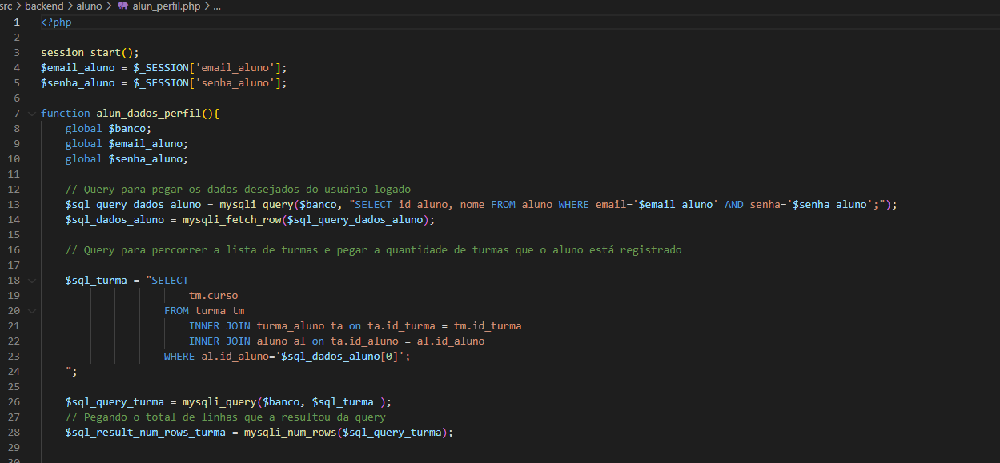 src > backend > aluno > alun_perfil.php > ...
1 <?php
2
3 session_start();
4 $email_aluno = $_SESSION['email_aluno'];
5 $senha_aluno = $_SESSION['senha_aluno'];
6
7 function alun_dados_perfil(){
8 global $banco;
9 global $email_aluno;
10 global $senha_aluno;
11
12 // Query para pegar os dados desejados do usuário logado
13 $sql_query_dados_aluno = mysqli_query($banco, "SELECT id_aluno, nome FROM aluno WHERE email='$email_aluno' AND senha='$senha_aluno';");
14 $sql_dados_aluno = mysqli_fetch_row($sql_query_dados_aluno);
15
16 // Query para percorrer a lista de turmas e pegar a quantidade de turmas que o aluno está registrado
17
18 $sql_turma = "SELECT
19 tm.curso
20 FROM turma tm
21 INNER JOIN turma_aluno ta on ta.id_turma = tm.id_turma
22 INNER JOIN aluno al on ta.id_aluno = al.id_aluno
23 WHERE al.id_aluno='$sql_dados_aluno[0]';
24 ";
25
26 $sql_query_turma = mysqli_query($banco, $sql_turma );
27 // Pegando o total de linhas que a resultou da query
28 $sql_result_num_rows_turma = mysqli_num_rows($sql_query_turma);
29
30